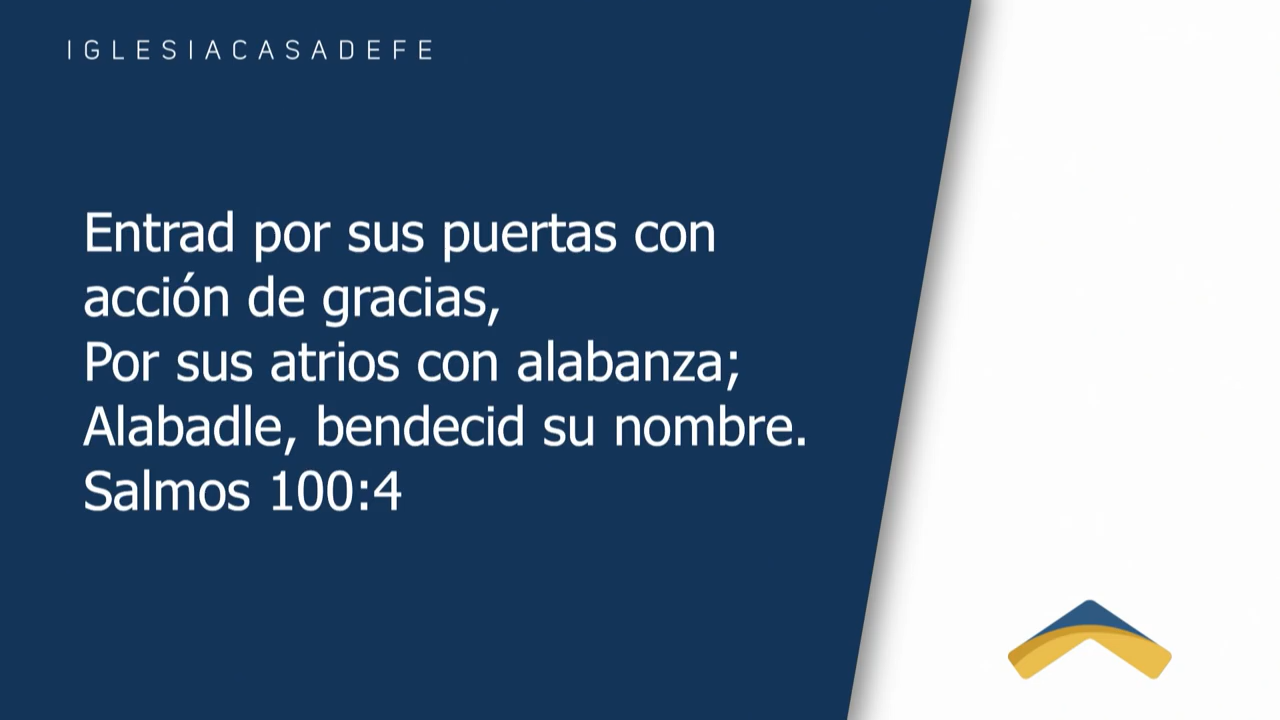 IGLESIACASADEFE
Entrad por sus puertas con
acción de gracias,
Por sus atrios con alabanza;
Alabadle, bendecid su nombre.
Salmos 100:4